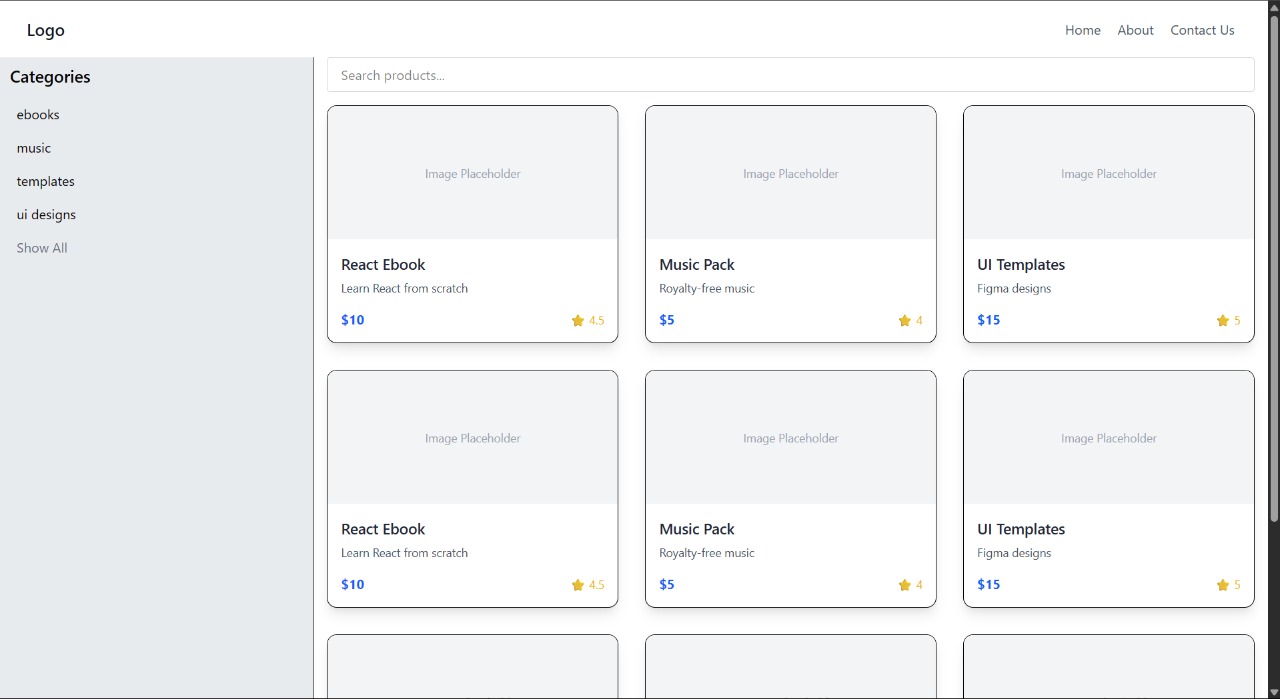 Logo
Home About Contact Us
Categories
ebooks
music
templates
ui designs
Show All
Search products...
Image Placeholder
React Ebook
Learn React from scratch
$10 4.5
Image Placeholder
Music Pack
Royalty-free music
$5 4
Image Placeholder
UI Templates
Figma designs
$15 5
Image Placeholder
React Ebook
Learn React from scratch
$10 4.5
Image Placeholder
Music Pack
Royalty-free music
$5 4
Image Placeholder
UI Templates
Figma designs
$15 5